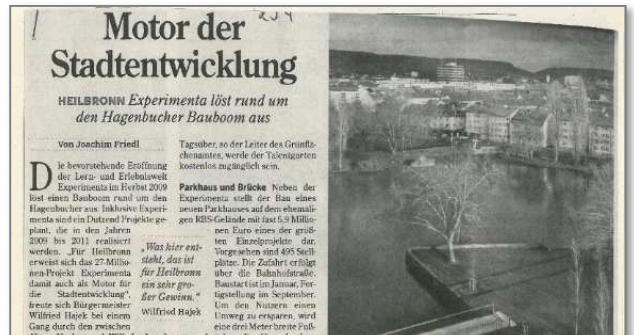 204
Motor der
Stadtentwicklung
HEILBRONN Experimenta löst rund um
den Hagenbucher Bauboom aus
Von Joachim Friedl
Die bevorstehende Eröffnung
der Lern- und Erlebniswelt
Experimenta im Herbst 2009
löst einen Bauboom rund um den
Hagenbucher aus. Inklusive Experi-
menta sind ein Dutzend Projekte ge-
plant, die in den Jahren
2009 bis 2011 realisiert
werden. „Für Heilbronn
erweist sich das 27-Millio-
nen-Projekt Experimenta
damit auch als Motor für
die Stadtentwicklung“,
freute sich Bürgermeister
Wilfried Hajek bei einem
Gang durch den zwischen
„Was hier ent-
steht, das ist
für Heilbronn
ein sehr gro-
ßer Gewinn.“
Wilfried Hajek
Tagsüber, so der Leiter des Grünflä-
chenamtes, werde der Talentgarten
kostenlos zugänglich sein.
Parkhaus und Brücke Neben der
Experimenta stellt der Bau eines
neuen Parkhauses auf dem ehemali-
gen RBS-Gelände mit fast 5,9 Millio-
nen Euro eines der größ-
ten Einzelprojekte dar.
Vorgesehen sind 495 Stell-
plätze. Die Zufahrt erfolgt
über die Bahnhofstraße.
Baustart ist im Januar, Fer-
tigstellung im September.
Um den Nutzern einen
Umweg zu ersparen, wird
eine drei Meter breite Fuß-